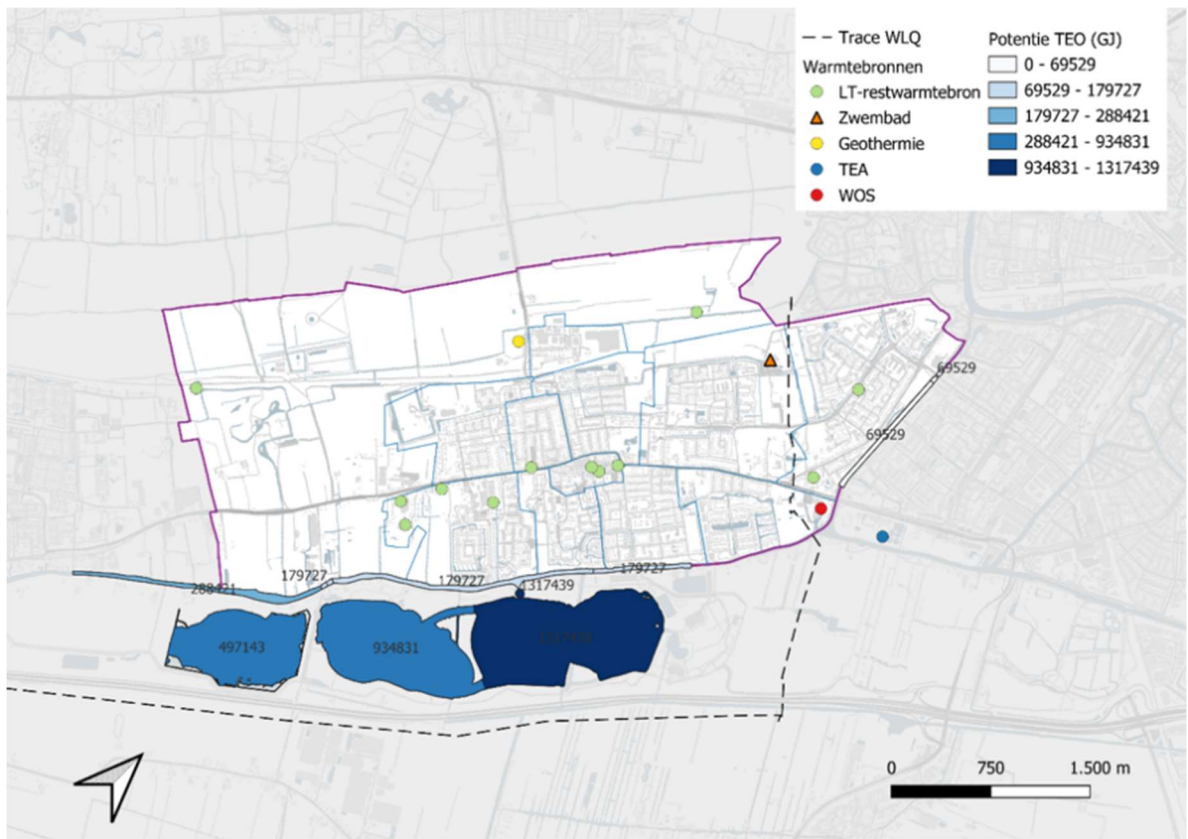 Trace WLQ
Warmtebronnen
LT-restwarmtebron
Zwembad
Geothermie
TEA
WOS
Potentie TEO (GJ)
0 - 69529
69529 - 179727
179727 - 288421
288421 - 934831
934831 - 1317439
69529
69529
179727
288421
179727
1317439
179727
497143
934831
0 750 1.500 m